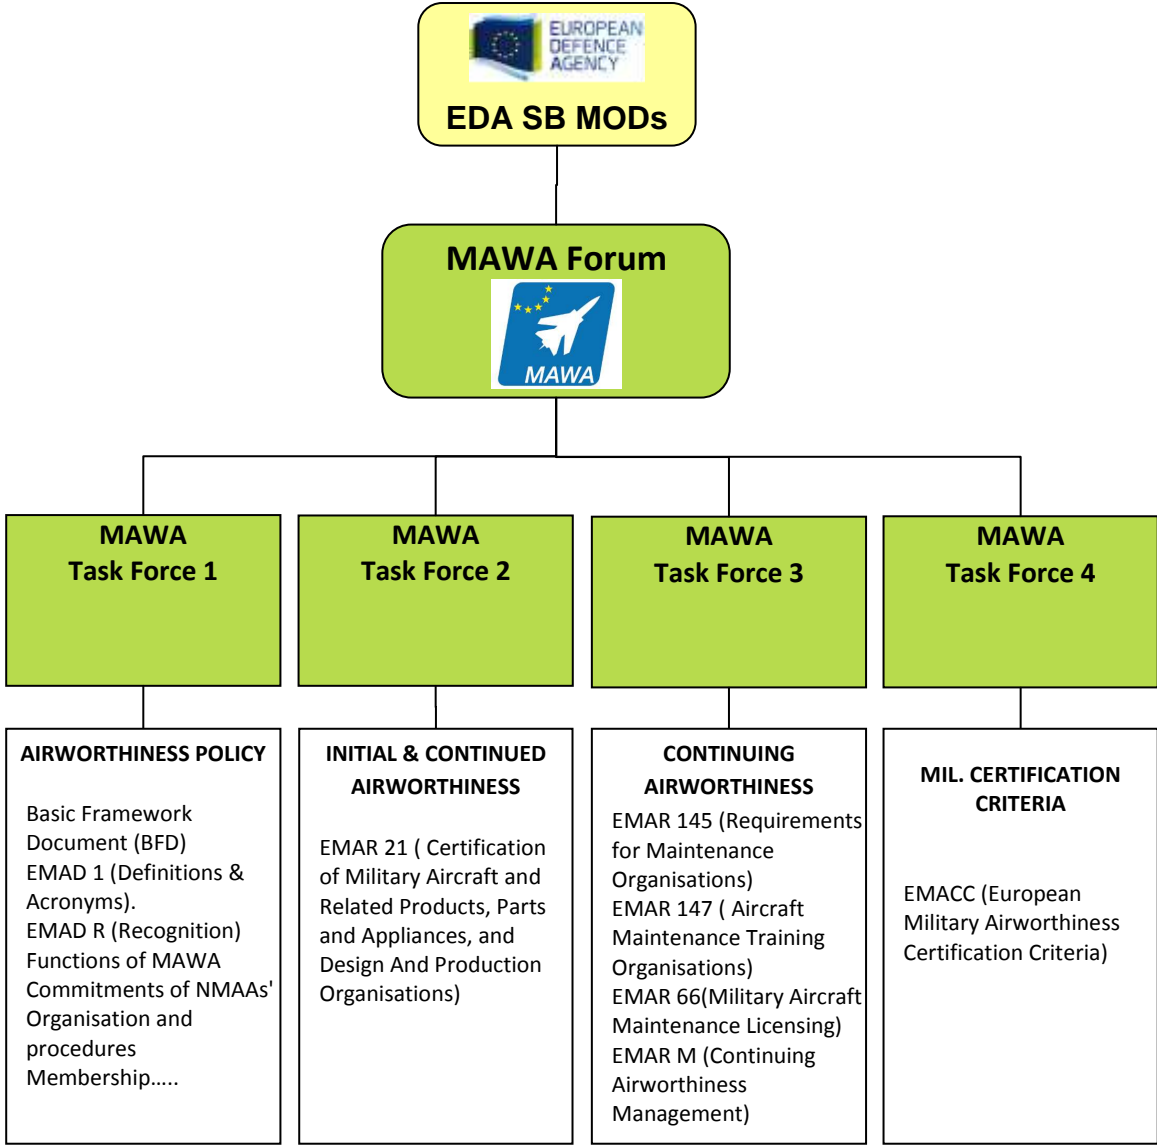 EUROPEAN
DEFENCE
AGENCY
EDA SB MODs
MAWA Forum
MAWA
MAWA
Task Force 1
MAWA
Task Force 2
MAWA
Task Force 3
MAWA
Task Force 4
AIRWORTHINESS POLICY
Basic Framework
Document (BFD)
EMAD 1 (Definitions &
Acronyms).
EMAD R (Recognition)
Functions of MAWA
Commitments of NMAAs'
Organisation and
procedures
Membership.....
INITIAL & CONTINUED
AIRWORTHINESS
EMAR 21 ( Certification
of Military Aircraft and
Related Products, Parts
and Appliances, and
Design And Production
Organisations)
CONTINUING
AIRWORTHINESS
EMAR 145 (Requirements
for Maintenance
Organisations)
EMAR 147 ( Aircraft
Maintenance Training
Organisations)
EMAR 66(Military Aircraft
Maintenance Licensing)
EMAR M (Continuing
Airworthiness
Management)
MIL. CERTIFICATION
CRITERIA
EMACC (European
Military Airworthiness
Certification Criteria)